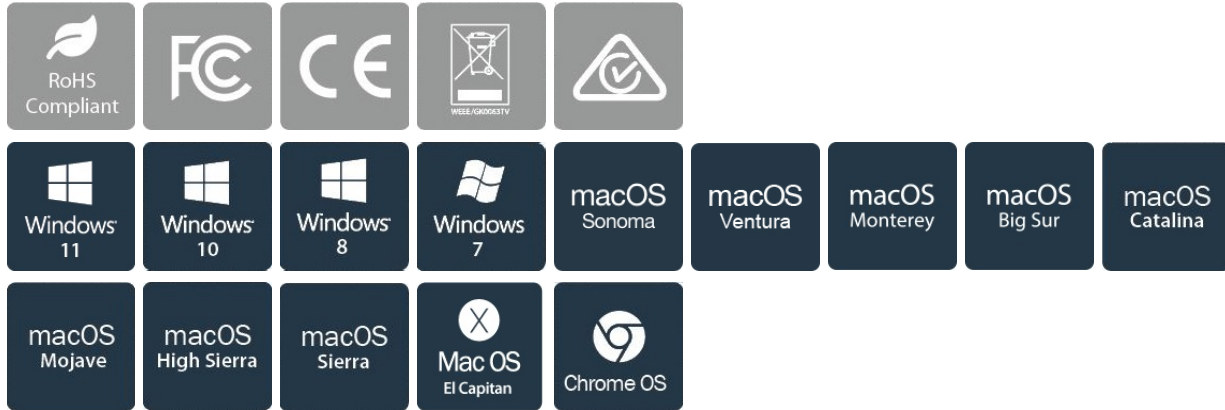 RoHS
Compliant
FC
CE
WEEE/GK0063TV
Windows
11
Windows
10
Windows
8
Windows
7
macOS
Sonoma
macOS
Ventura
macOS
Monterey
macOS
Big Sur
macOS
Catalina
macOS
Mojave
macOS
High Sierra
macOS
Sierra
X
Mac OS
El Capitan
Chrome OS